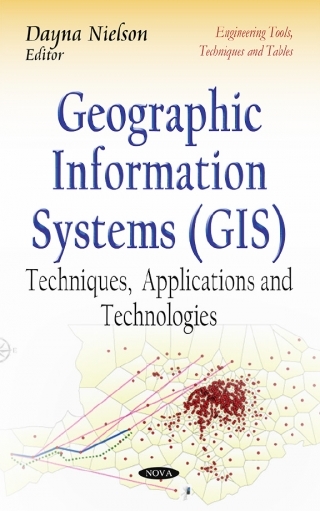 Dayna Nielson
Editor
Engineering Tools,
Techniques and Tables
Geographic
Information
Systems (GIS)
Techniques, Applications and
Technologies
NOVA